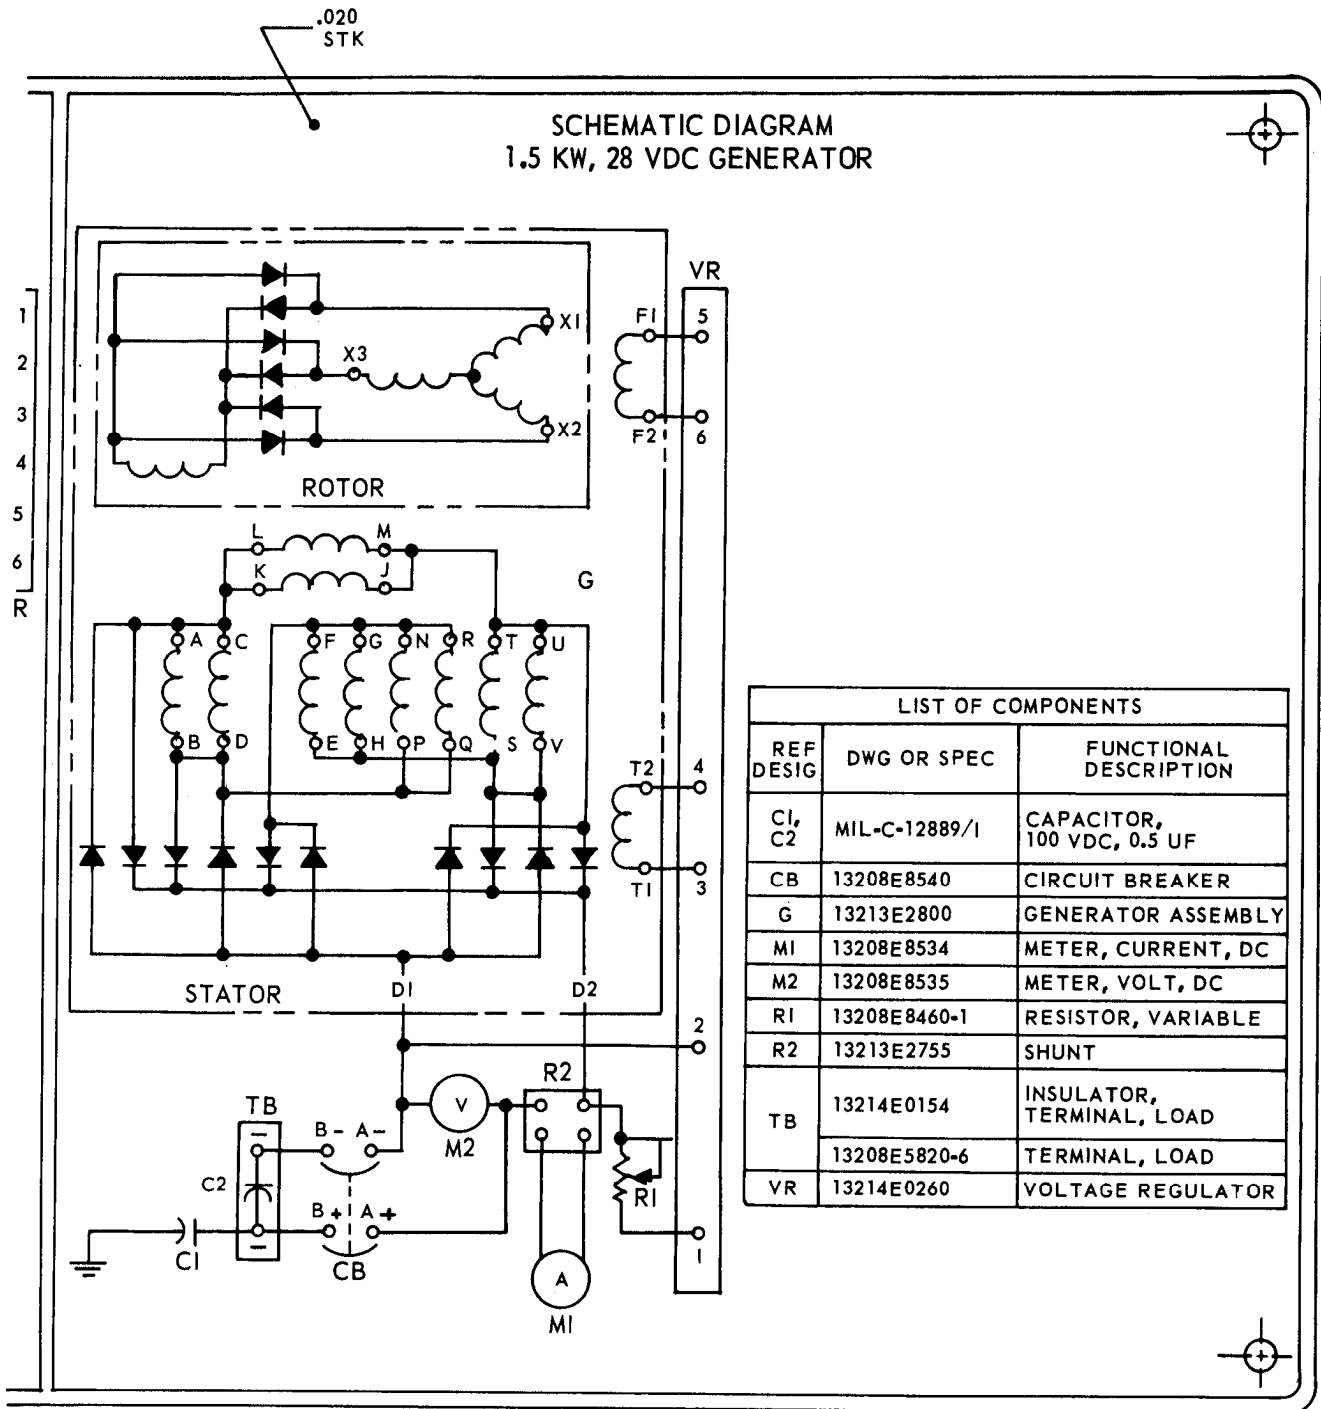 .020
STK
SCHEMATIC DIAGRAM
1.5 KW, 28 VDC GENERATOR
1
2
3
4
5
6
R
VR
X1
X3
X2
F1
5
F2
6
ROTOR
L
M
K
J
G
A
C
F
G
N
R
T
U
B
D
E
H
P
Q
S
V
T2
4
T1
3
STATOR
D1
D2
2
R2
TB
B-
A-
V
M2
C2
B+
A+
R1
1
C1
CB
A
M1
-
-
LIST OF COMPONENTS
REF DESIG
DWG OR SPEC
FUNCTIONAL DESCRIPTION
C1, C2
MIL-C-12889/1
CAPACITOR, 100 VDC, 0.5 UF
CB
13208E8540
CIRCUIT BREAKER
G
13213E2800
GENERATOR ASSEMBLY
M1
13208E8534
METER, CURRENT, DC
M2
13208E8535
METER, VOLT, DC
R1
13208E8460-1
RESISTOR, VARIABLE
R2
13213E2755
SHUNT
TB
13214E0154
INSULATOR, TERMINAL, LOAD
13208E5820-6
TERMINAL, LOAD
VR
13214E0260
VOLTAGE REGULATOR